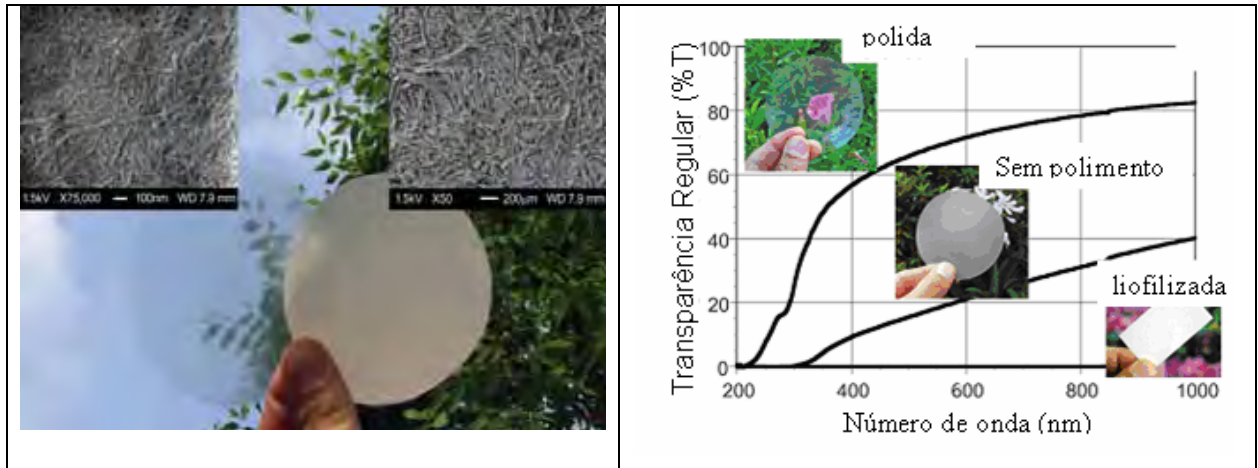 1.5kV X75,000 100nm WD 7.9 mm
1.5kV X50 200µm WD 7.9 mm
polida
Sem polimento
liofilizada
Transparência Regular (%T)
100
80
60
40
20
0
200 400 600 800 1000
Número de onda (nm)